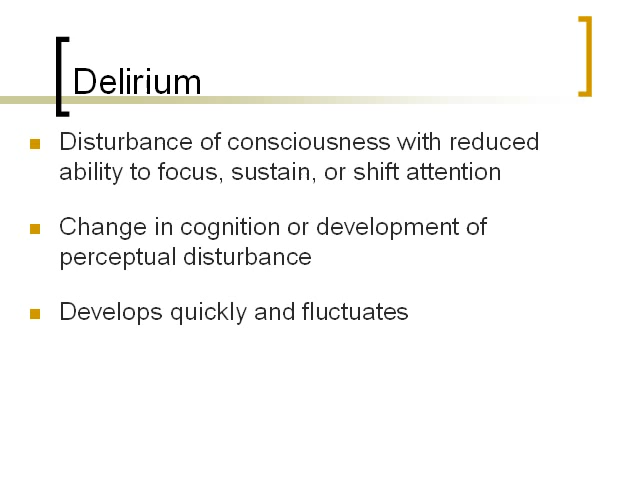 Delirium
Disturbance of consciousness with reduced
ability to focus, sustain, or shift attention
Change in cognition or development of
perceptual disturbance
Develops quickly and fluctuates